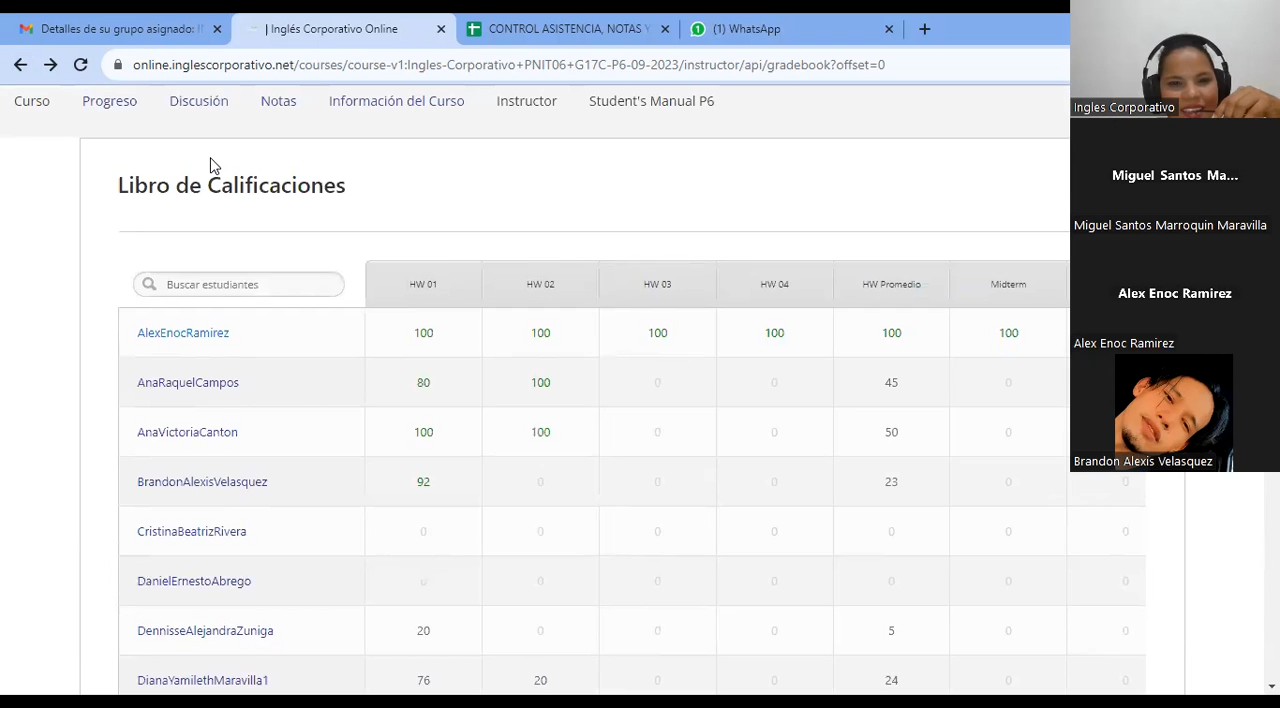 Detalles de su grupo asignado: I
| Inglés Corporativo Online
CONTROL ASISTENCIA, NOTAS Y
(1) WhatsApp
online.inglescorporativo.net/courses/course-v1:Ingles-Corporativo+PNIT06+G17C-P6-09-2023/instructor/api/gradebook?offset=0
Curso Progreso Discusión Notas Información del Curso Instructor Student's Manual P6
Libro de Calificaciones
Buscar estudiantes HW 01 HW 02 HW 03 HW 04 HW Promedio Midterm
AlexEnocRamirez 100 100 100 100 100 100
AnaRaquelCampos 80 100 0 0 45 0
AnaVictoriaCanton 100 100 0 0 50 0
BrandonAlexisVelasquez 92 0 0 0 23 0 0
CristinaBeatrizRivera 0 0 0 0 0 0 0
DanielErnestoAbrego 0 0 0 0 0 0 0
DennisseAlejandraZuniga 20 0 0 0 5 0 0
DianaYamilethMaravilla1 76 20 0 0 24 0 0
Ingles Corporativo
Miguel Santos Ma...
Miguel Santos Marroquin Maravilla
Alex Enoc Ramirez
Alex Enoc Ramirez
Brandon Alexis Velasquez